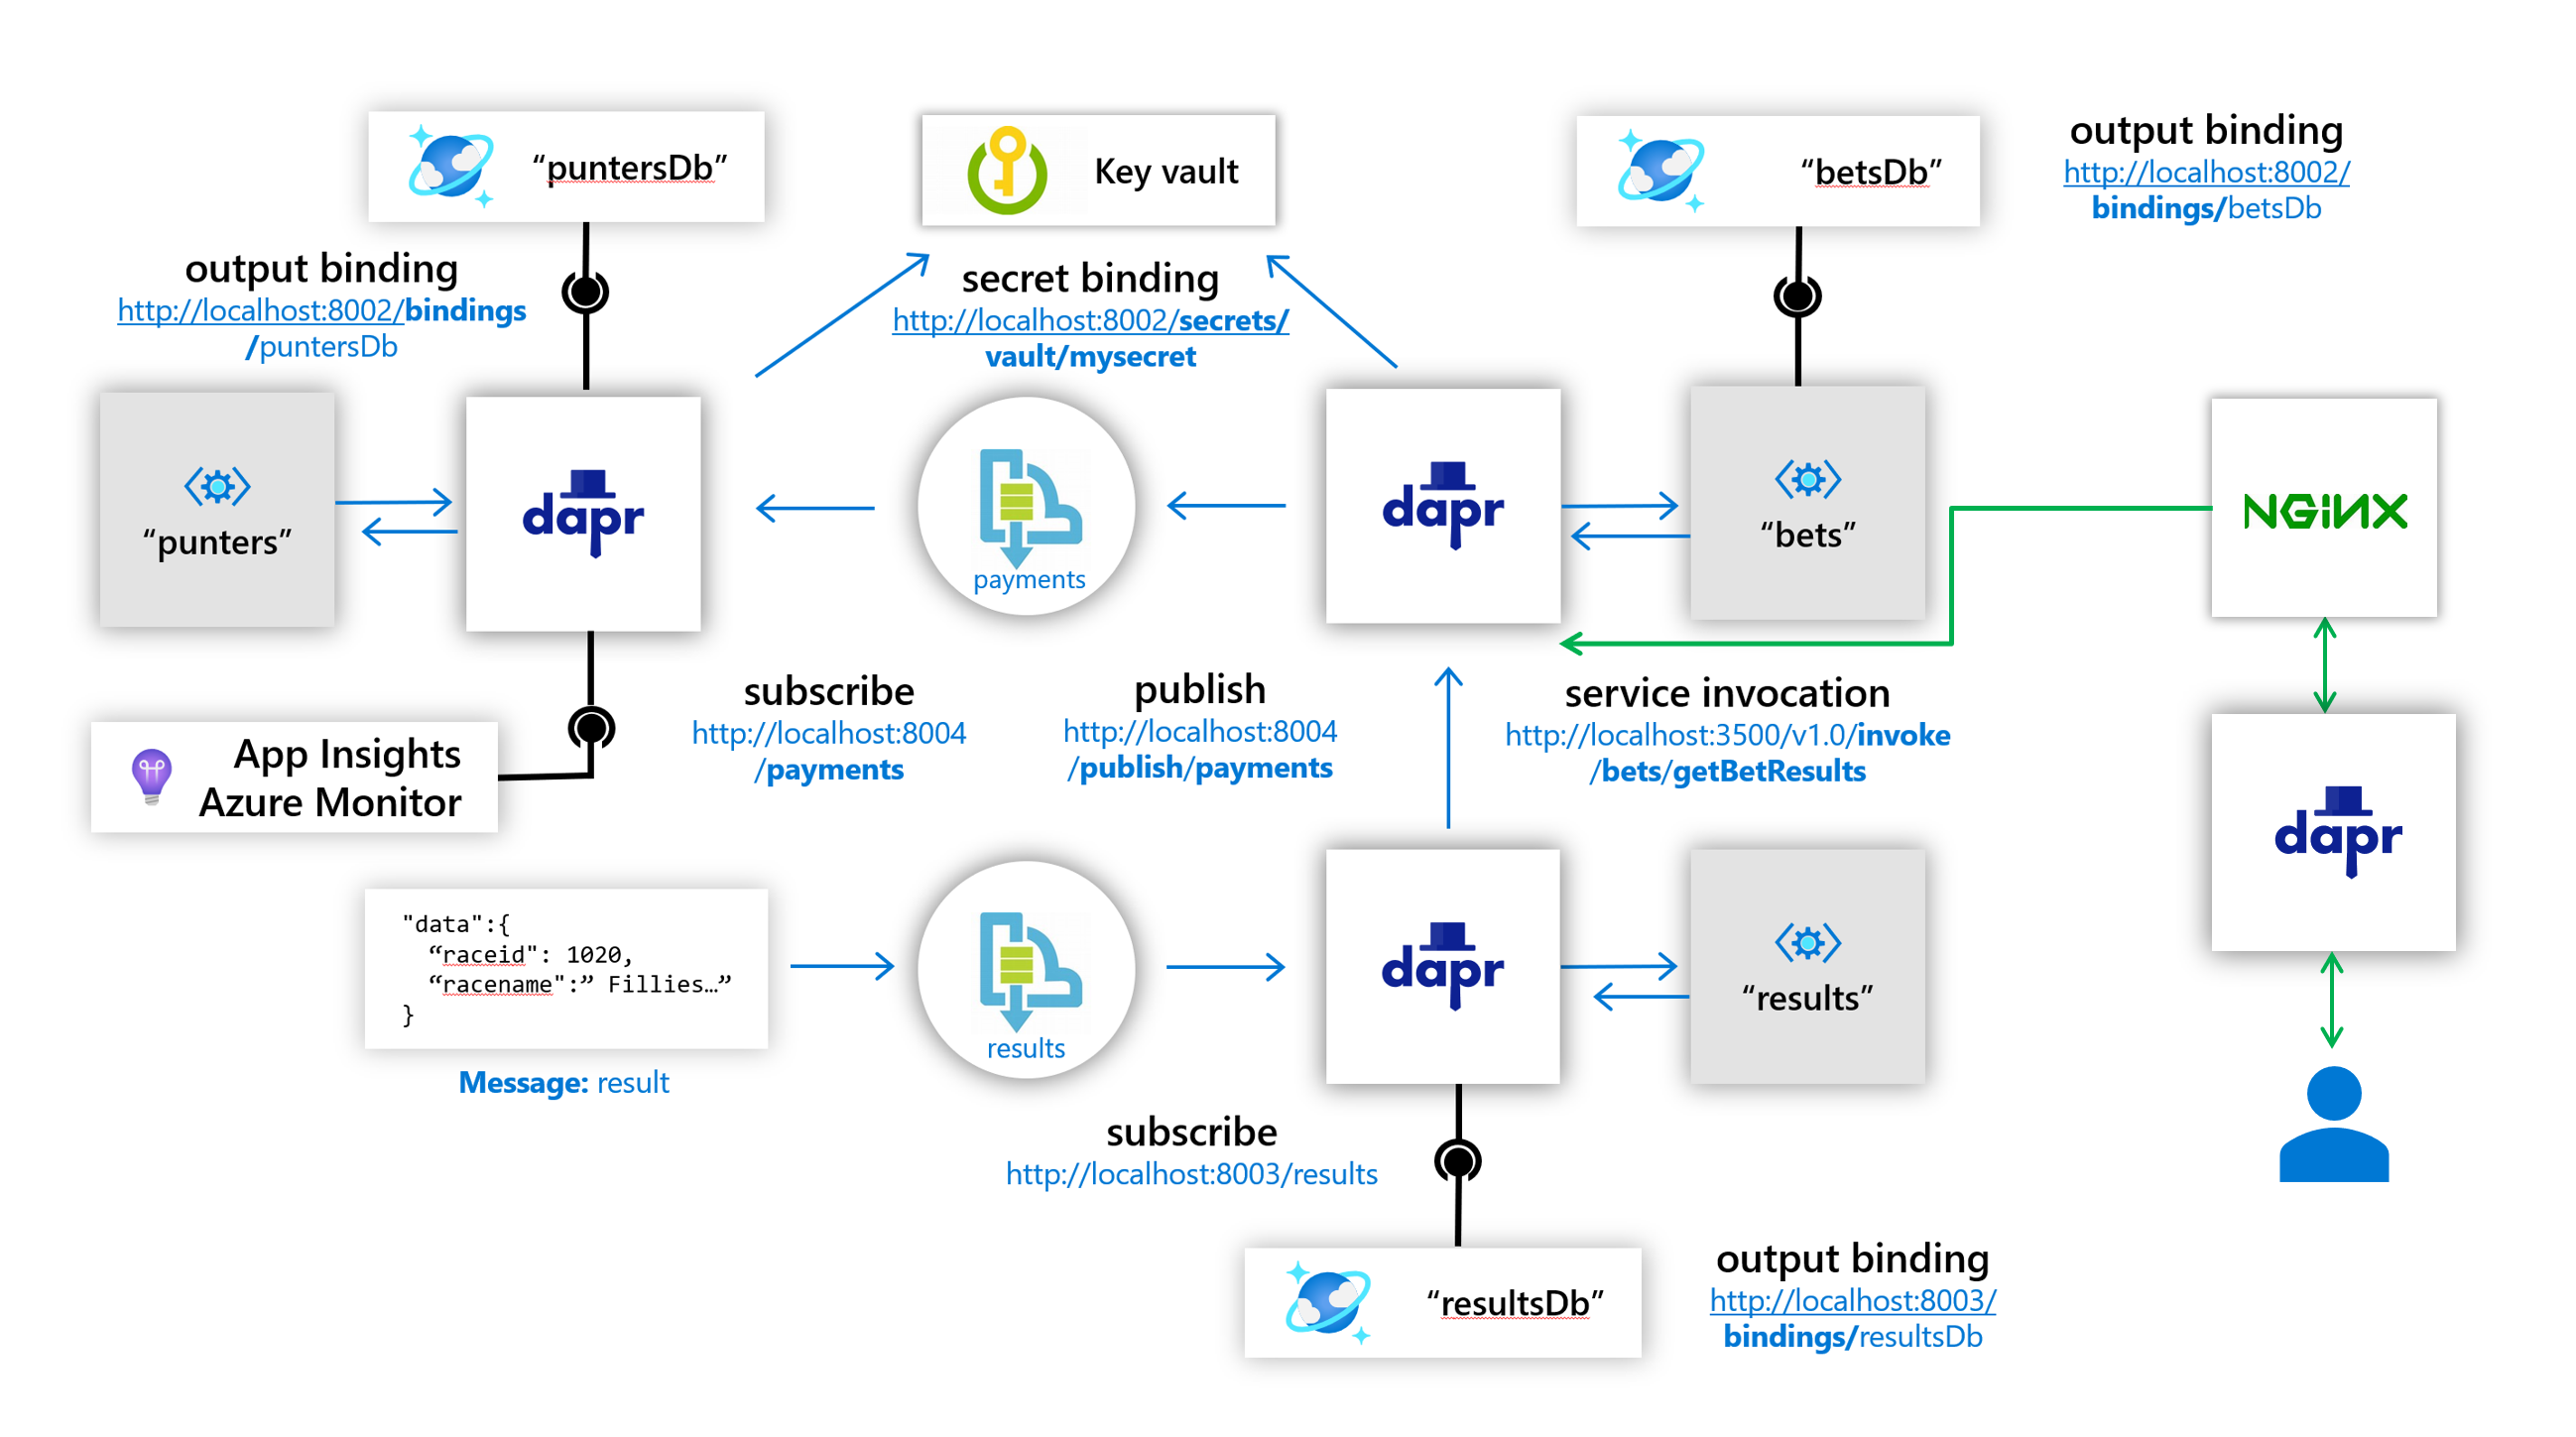 “puntersDb”
Key vault
“betsDb”
output binding
http://localhost:8002/
bindings/betsDb
output binding
http://localhost:8002/bindings
/puntersDb
secret binding
http://localhost:8002/secrets/
vault/mysecret
“punters”
dapr
payments
dapr
“bets”
NGINX
subscribe
http://localhost:8004
/payments
publish
http://localhost:8004
/publish/payments
service invocation
http://localhost:3500/v1.0/invoke
/bets/getBetResults
App Insights
Azure Monitor
dapr
"data":{
“raceid": 1020,
“racename":” Fillies…”
}
Message: result
results
dapr
“results”
subscribe
http://localhost:8003/results
“resultsDb”
output binding
http://localhost:8003/
bindings/resultsDb